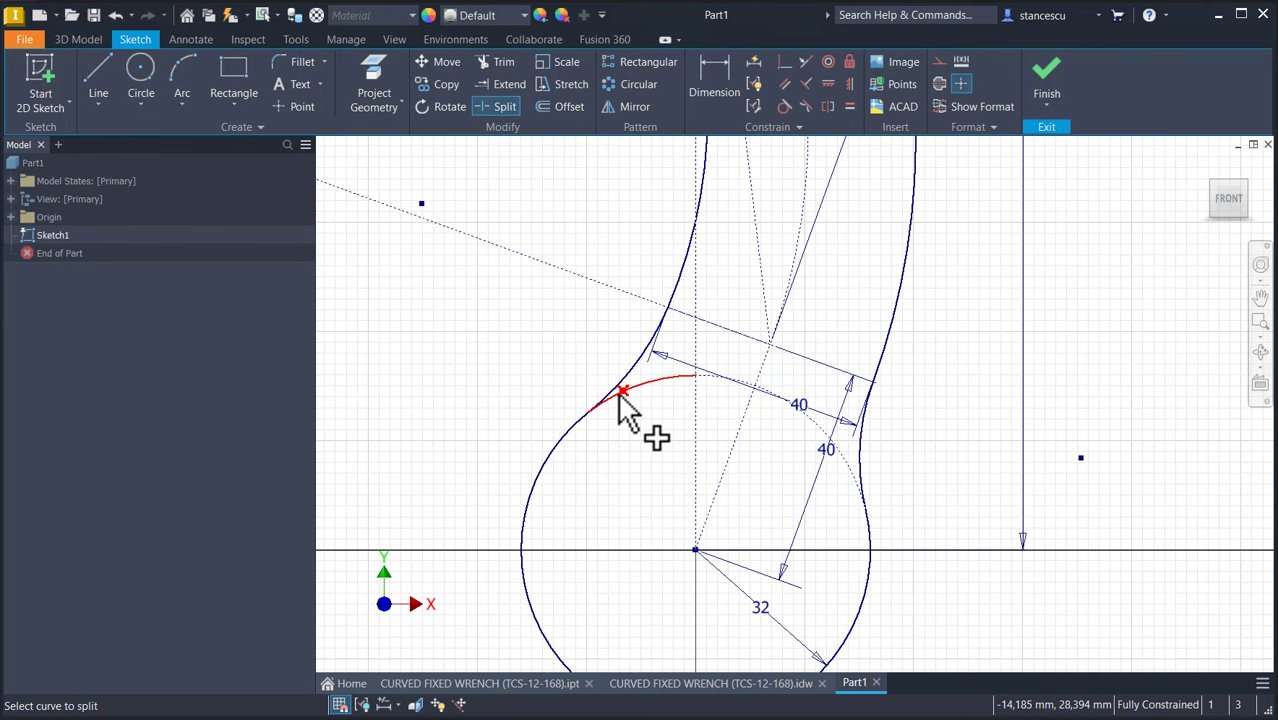 Material
Default
Part1
Search Help & Commands...
stancescu
File
3D Model
Sketch
Annotate
Inspect
Tools
Manage
View
Environments
Collaborate
Fusion 360
Start
2D Sketch
Sketch
Line
Circle
Arc
Rectangle
Fillet
Text
Point
Create
Project
Geometry
Move
Copy
Rotate
Trim
Extend
Split
Scale
Stretch
Offset
Modify
Rectangular
Circular
Mirror
Pattern
Dimension
Constrain
Image
Points
ACAD
Insert
Show Format
Format
Finish
Exit
Model
Part1
Model States: [Primary]
View: [Primary]
Origin
Sketch1
End of Part
FRONT
40
40
32
Y
X
Home
CURVED FIXED WRENCH (TCS-12-168).ipt
CURVED FIXED WRENCH (TCS-12-168).idw
Part1
Select curve to split
-14,185 mm, 28,394 mm
Fully Constrained
1
3